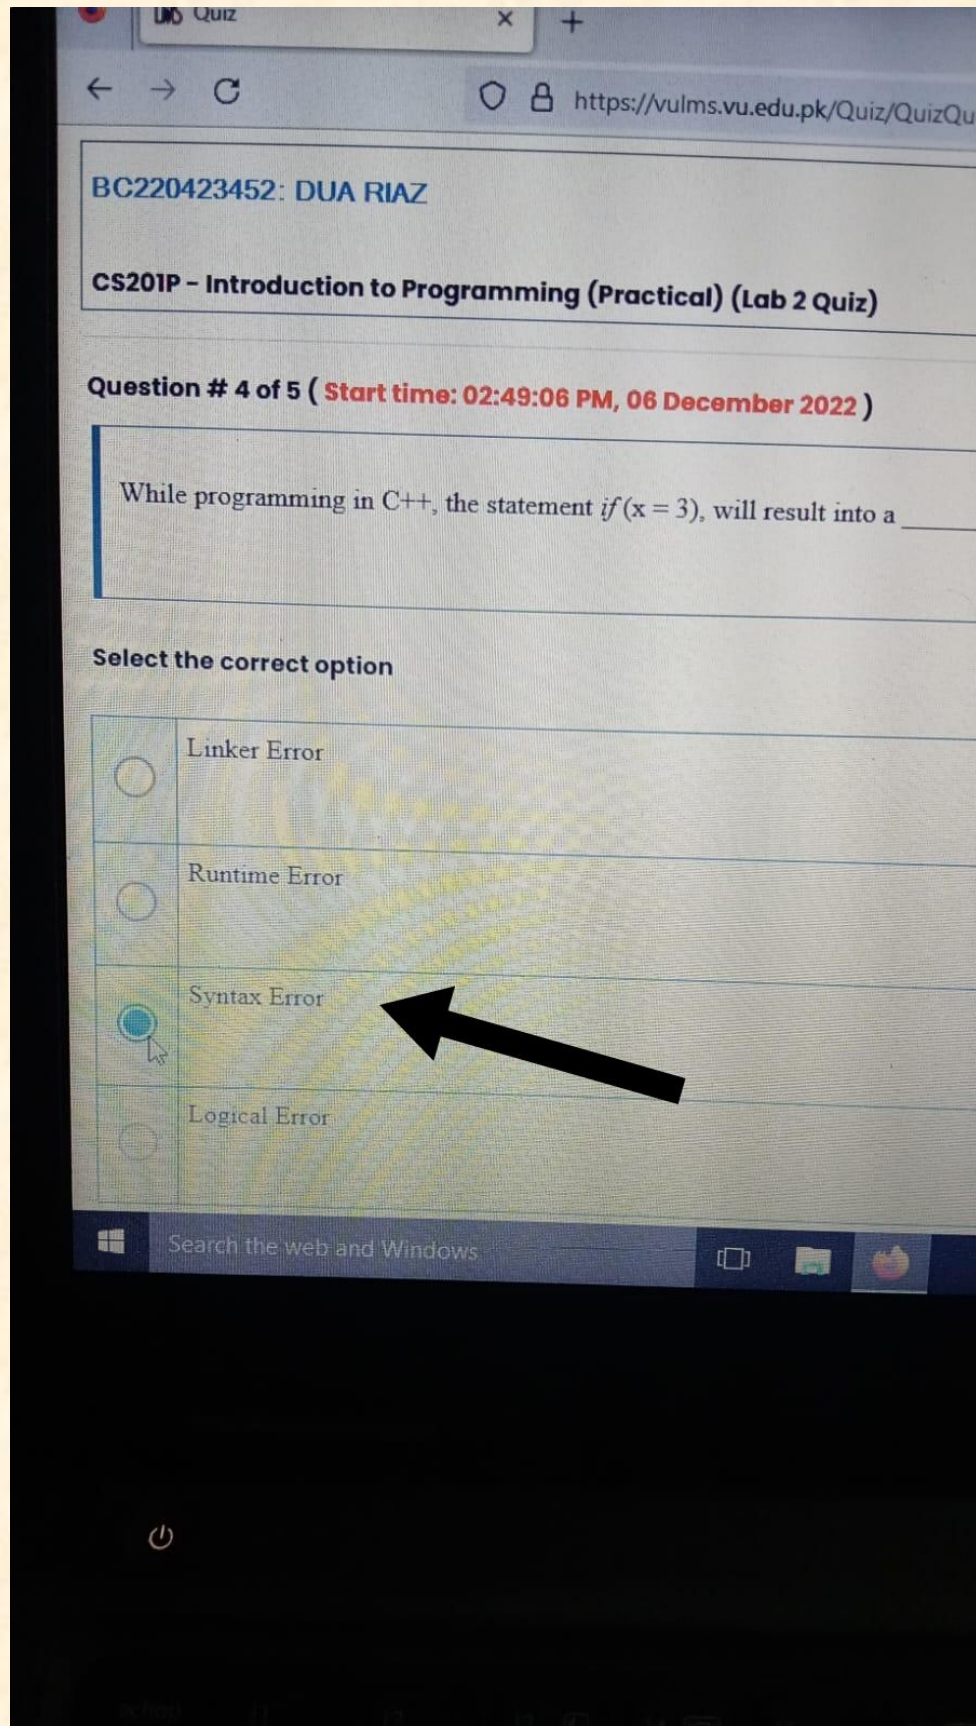 Quiz
https://vulms.vu.edu.pk/Quiz/QuizQu
BC220423452: DUA RIAZ
CS201P - Introduction to Programming (Practical) (Lab 2 Quiz)
Question # 4 of 5 ( Start time: 02:49:06 PM, 06 December 2022 )
While programming in C++, the statement if (x = 3), will result into a ______
Select the correct option
Linker Error
Runtime Error
Syntax Error
Logical Error
Search the web and Windows